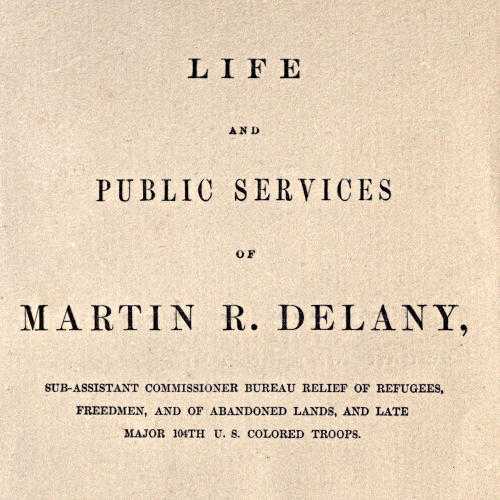 LIFE
AND
PUBLIC SERVICES
OF
MARTIN R. DELANY,
SUB-ASSISTANT COMMISSIONER BUREAU RELIEF OF REFUGEES,
FREEDMEN, AND OF ABANDONED LANDS, AND LATE
MAJOR 104TH U. S. COLORED TROOPS.